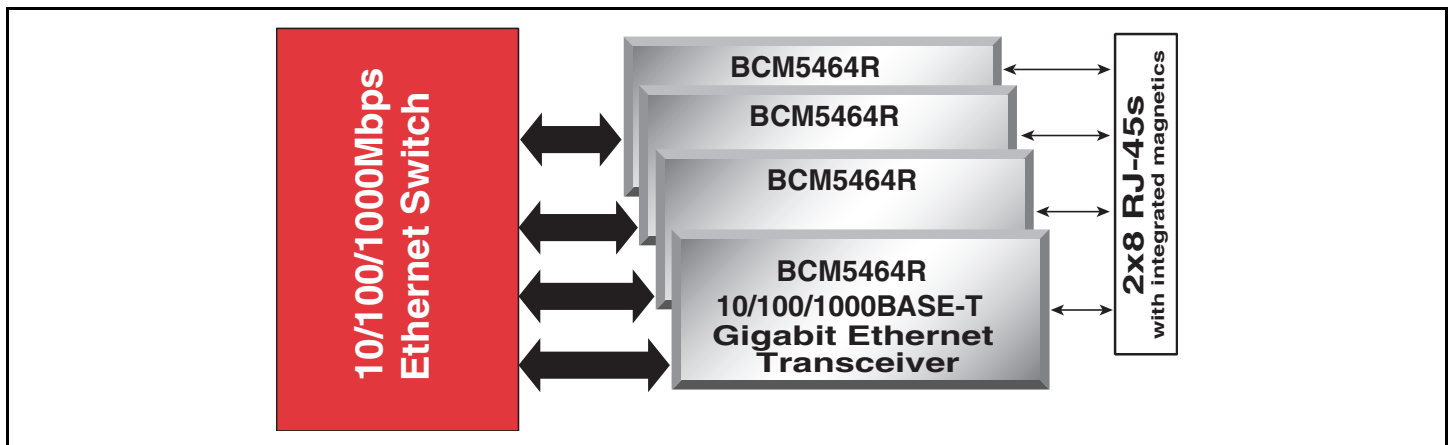 10/100/1000Mbps
Ethernet Switch
BCM5464R
BCM5464R
BCM5464R
BCM5464R
10/100/1000BASE-T
Gigabit Ethernet
Transceiver
2x8 RJ-45s
with integrated magnetics